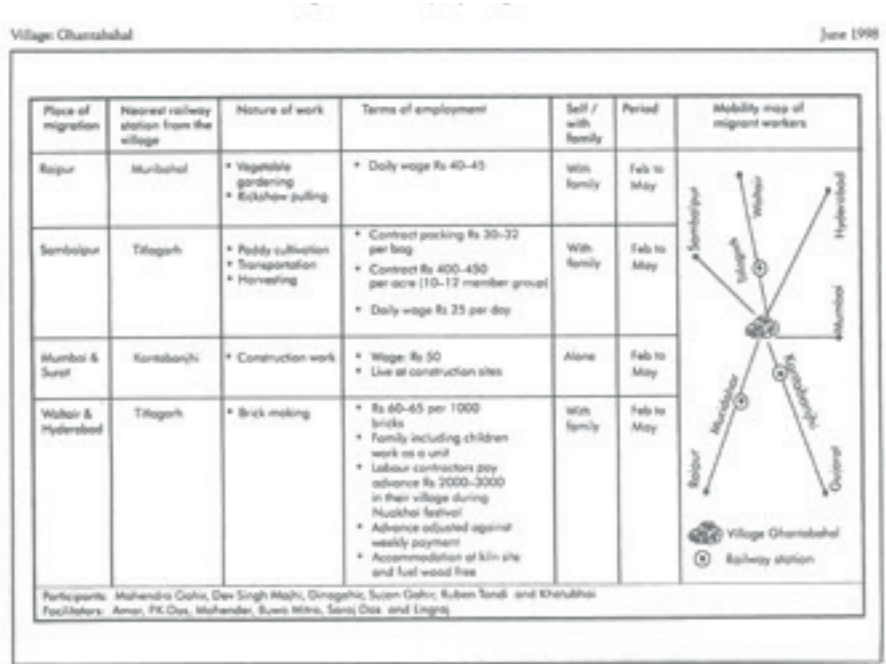 Village: Ghantabahal
June 1998
Place of migration
Nearest railway station from the village
Nature of work
Terms of employment
Self / with family
Period
Mobility map of migrant workers
Raipur
Muribahal
* Vegetable gardening
* Rickshaw pulling
* Daily wage Rs 40–45
With family
Feb to May
Sambalpur
Titlagarh
* Paddy cultivation
* Transportation
* Harvesting
* Contract packing Rs 30–32 per bag
* Contract Rs 400–450 per acre (10–12 member group)
* Daily wage Rs 25 per day
With family
Feb to May
Mumbai & Surat
Kantabanjhi
* Construction work
* Wage: Rs 50
* Live at construction sites
Alone
Feb to May
Waltair & Hyderabad
Titlagarh
* Brick making
* Rs 60–65 per 1000 bricks
* Family including children work as a unit
* Labour contractors pay advance Rs 2000–3000 in their village during Nuakhai festival
* Advance adjusted against weekly payment
* Accommodation at kiln site and fuel wood free
With family
Feb to May
Sambalpur
Waltair
Hyderabad
Mumbai
Kantabanjhi
Raipur
Gujarat
Village Ghantabahal
Railway station
Participants: Mahendra Gahir, Dev Singh Majhi, Dinagahir, Suam Gahir, Ruben Tandi and Khatubhai
Facilitators: Amar, PK Das, Mahender, Buwa Mitra, Saroj Das and Lingraj